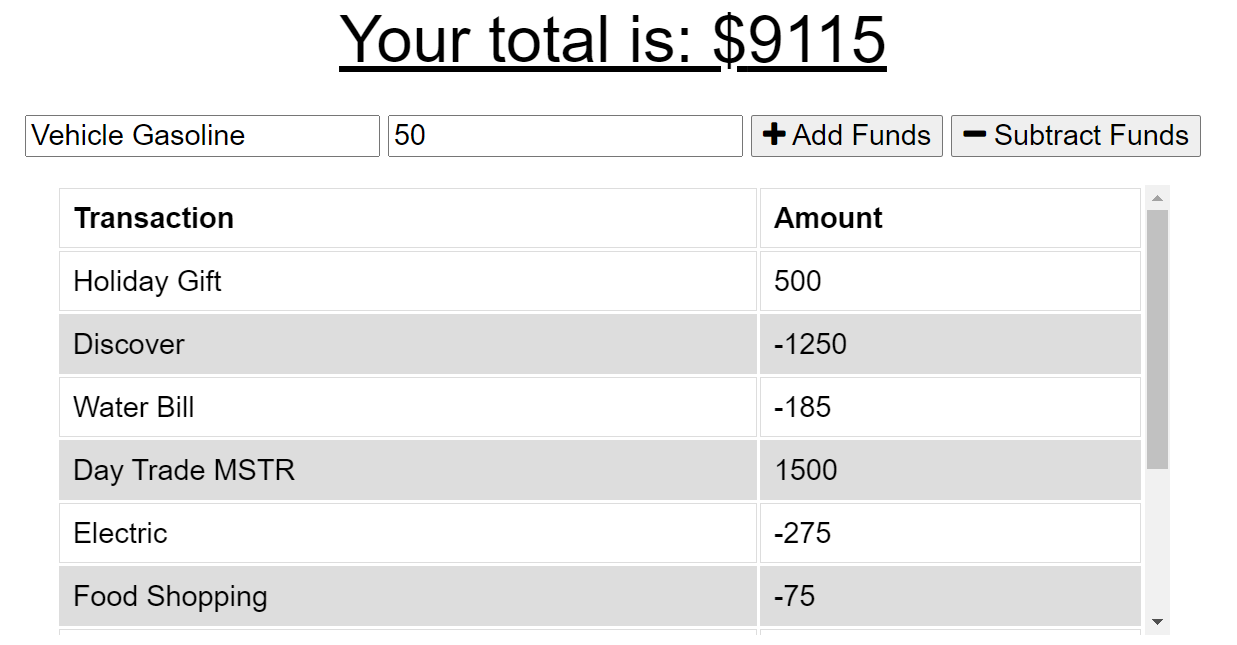 Your total is: $9115
Vehicle Gasoline 50 Add Funds Subtract Funds
Transaction Amount
Holiday Gift 500
Discover -1250
Water Bill -185
Day Trade MSTR 1500
Electric -275
Food Shopping -75